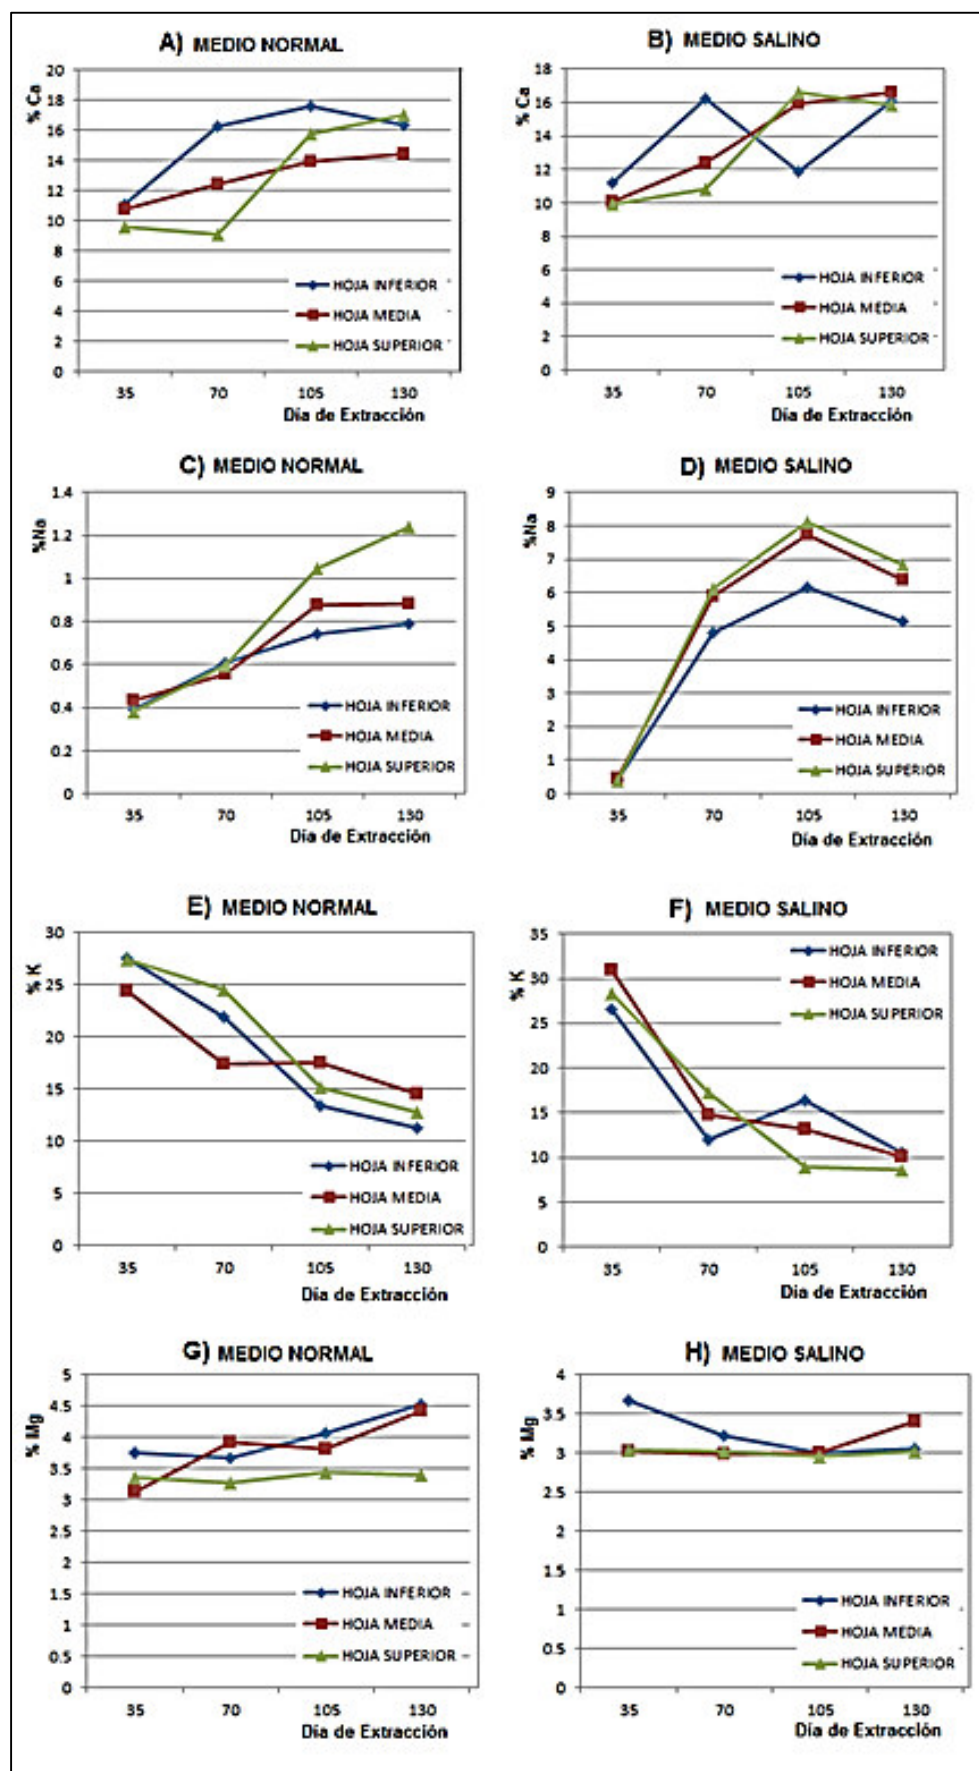 A) MEDIO NORMAL
% Ca
20
18
16
14
12
10
8
6
4
2
0
HOJA INFERIOR
HOJA MEDIA
HOJA SUPERIOR
35 70 105 130
Día de Extracción
B) MEDIO SALINO
% Ca
18
16
14
12
10
8
6
4
2
0
HOJA INFERIOR
HOJA MEDIA
HOJA SUPERIOR
35 70 105 130
Día de Extracción
C) MEDIO NORMAL
%Na
1.4
1.2
1
0.8
0.6
0.4
0.2
0
HOJA INFERIOR
HOJA MEDIA
HOJA SUPERIOR
35 70 105 130
Día de Extracción
D) MEDIO SALINO
%Na
9
8
7
6
5
4
3
2
1
0
HOJA INFERIOR
HOJA MEDIA
HOJA SUPERIOR
35 70 105 130
Día de Extracción
E) MEDIO NORMAL
% K
30
25
20
15
10
5
0
HOJA INFERIOR
HOJA MEDIA
HOJA SUPERIOR
35 70 105 130
Día de Extracción
F) MEDIO SALINO
% K
35
30
25
20
15
10
5
0
HOJA INFERIOR
HOJA MEDIA
HOJA SUPERIOR
35 70 105 130
Día de Extracción
G) MEDIO NORMAL
% Mg
5
4.5
4
3.5
3
2.5
2
1.5
1
0.5
0
HOJA INFERIOR
HOJA MEDIA
HOJA SUPERIOR
35 70 105 130
Día de Extracción
H) MEDIO SALINO
% Mg
4
3.5
3
2.5
2
1.5
1
0.5
0
HOJA INFERIOR
HOJA MEDIA
HOJA SUPERIOR
35 70 105 130
Día de Extracción